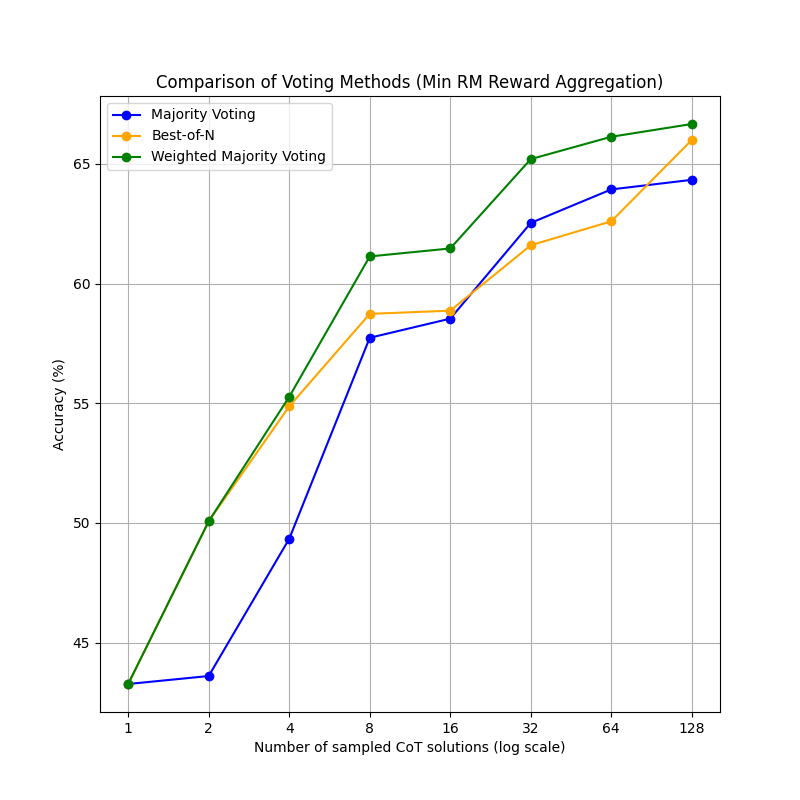 Comparison of Voting Methods (Min RM Reward Aggregation)
Majority Voting
Best-of-N
Weighted Majority Voting
65
60
55
50
45
Accuracy (%)
1 2 4 8 16 32 64 128
Number of sampled CoT solutions (log scale)